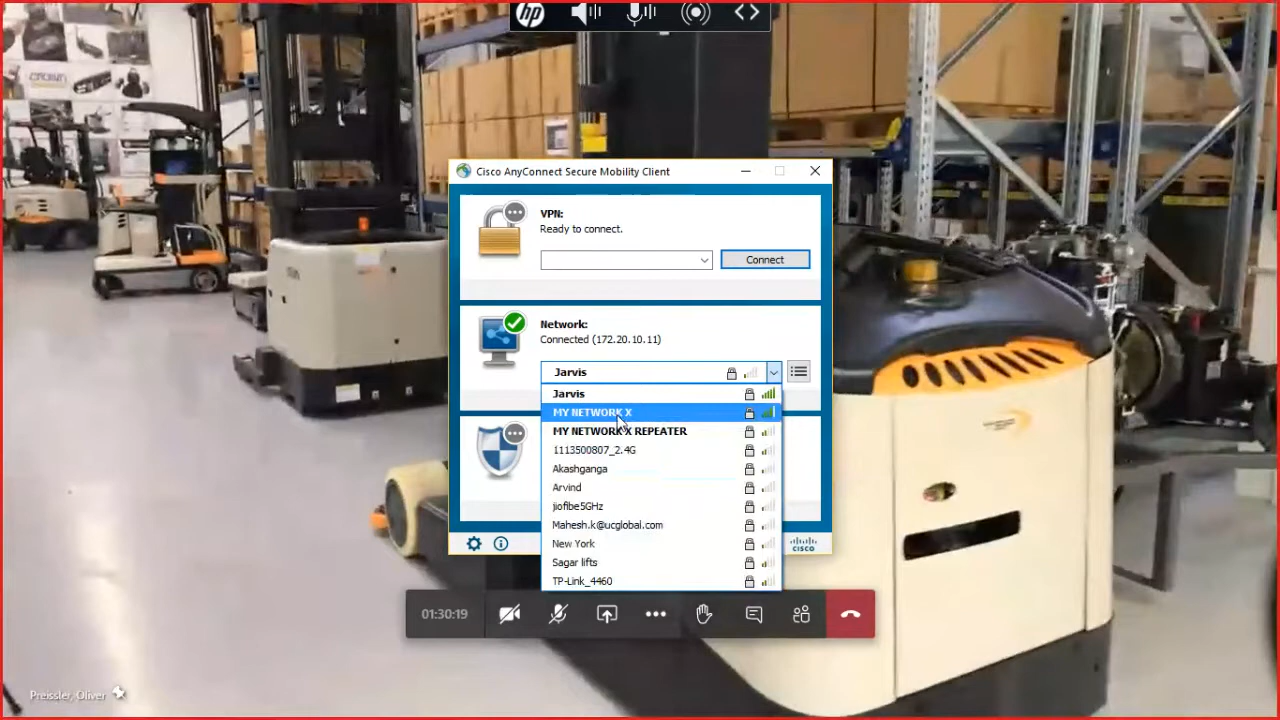 CROWN
hp
Cisco AnyConnect Secure Mobility Client
VPN:
Ready to connect.
Connect
Network:
Connected (172.20.10.11)
Jarvis
Jarvis
MY NETWORK X
MY NETWORK X REPEATER
1113500807_2.4G
Akashganga
Arvind
jiofbe5GHz
Mahesh.k@ucglobal.com
New York
Sagar lifts
TP-Link_4460
CISCO
01:30:19
Preissler, Oliver